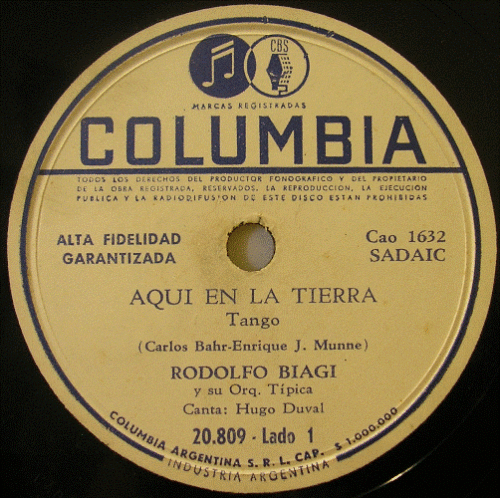 CBS
MARCAS REGISTRADAS
COLUMBIA
TODOS LOS DERECHOS DEL PRODUCTOR FONOGRAFICO Y DEL PROPIETARIO
DE LA OBRA REGISTRADA, RESERVADOS. LA REPRODUCCION, LA EJECUCIÓN
PUBLICA Y LA RADIODIFUSIÓN DE ESTE DISCO ESTAN PROHIBIDAS
ALTA FIDELIDAD
GARANTIZADA
Cao 1632
SADAIC
AQUI EN LA TIERRA
Tango
(Carlos Bahr-Enrique J. Munne)
RODOLFO BIAGI
y su Orq. Típica
Canta: Hugo Duval
20.809 - Lado 1
COLUMBIA ARGENTINA S. R. L. CAP. $ 1.000.000
INDUSTRIA ARGENTINA